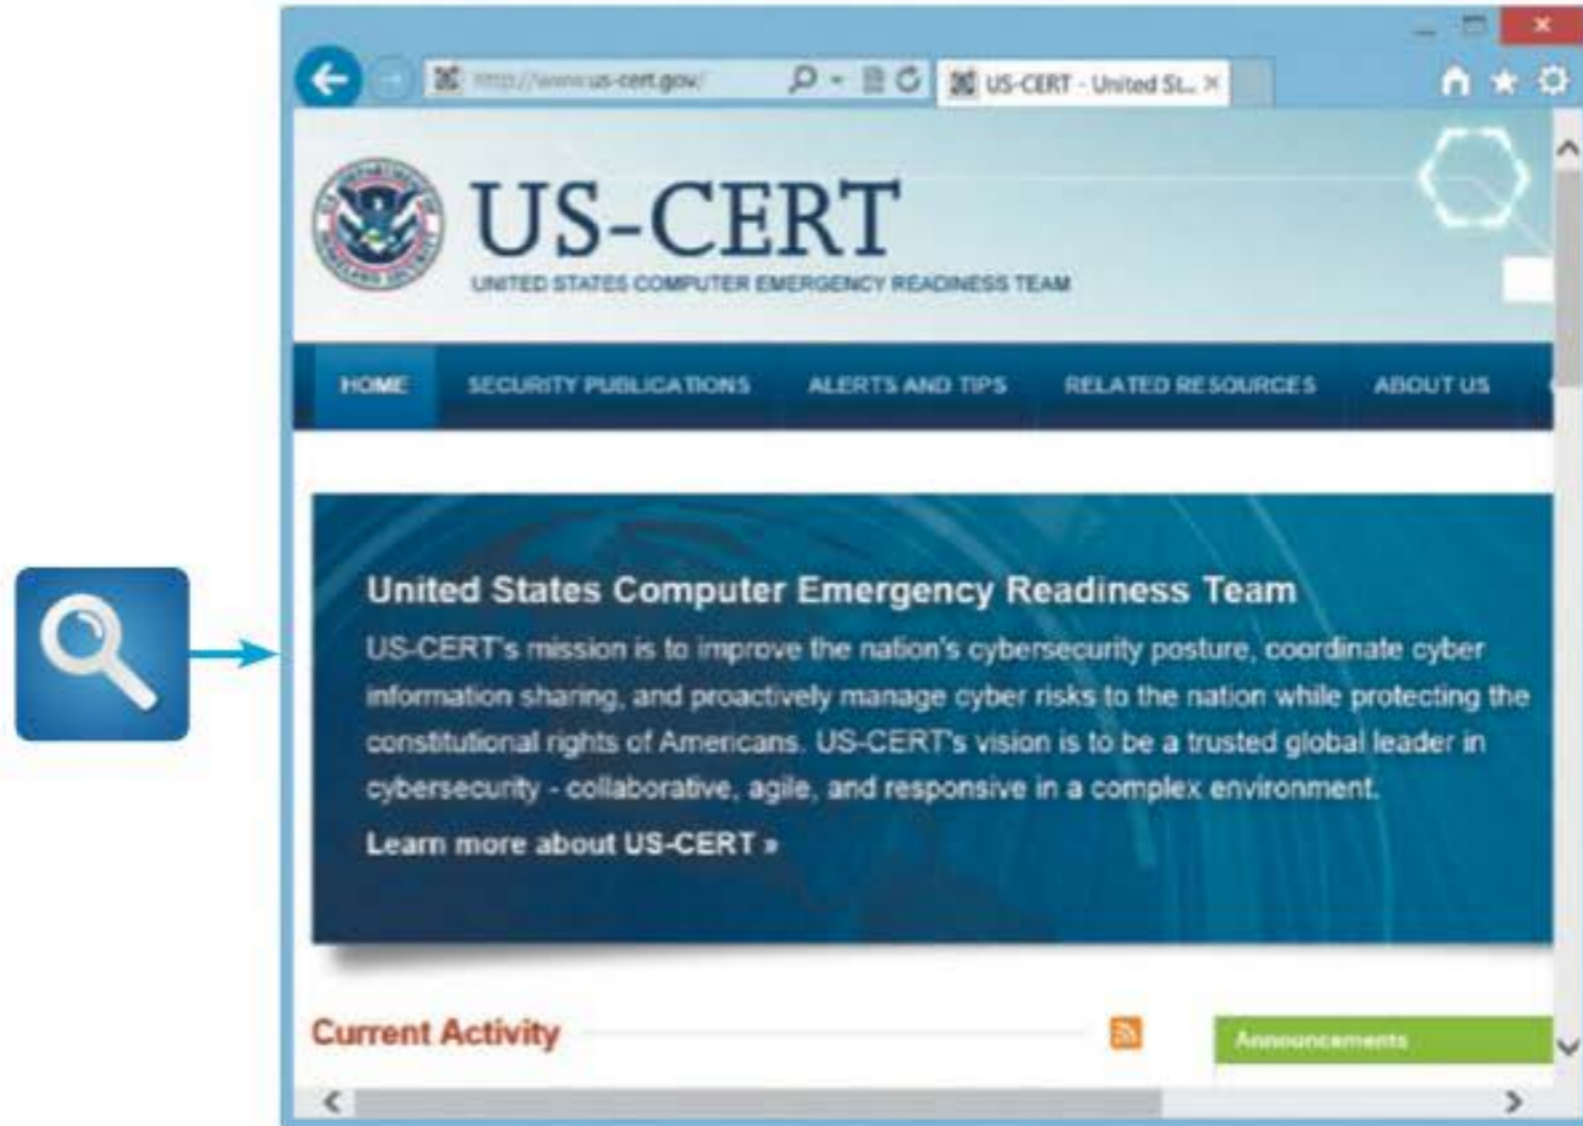 http://www.us-cert.gov/
US-CERT - United St...
U.S. DEPARTMENT OF HOMELAND SECURITY
US-CERT
UNITED STATES COMPUTER EMERGENCY READINESS TEAM
HOME SECURITY PUBLICATIONS ALERTS AND TIPS RELATED RESOURCES ABOUT US
United States Computer Emergency Readiness Team
US-CERT's mission is to improve the nation's cybersecurity posture, coordinate cyber
information sharing, and proactively manage cyber risks to the nation while protecting the
constitutional rights of Americans. US-CERT's vision is to be a trusted global leader in
cybersecurity - collaborative, agile, and responsive in a complex environment.
Learn more about US-CERT »
Current Activity
Announcements